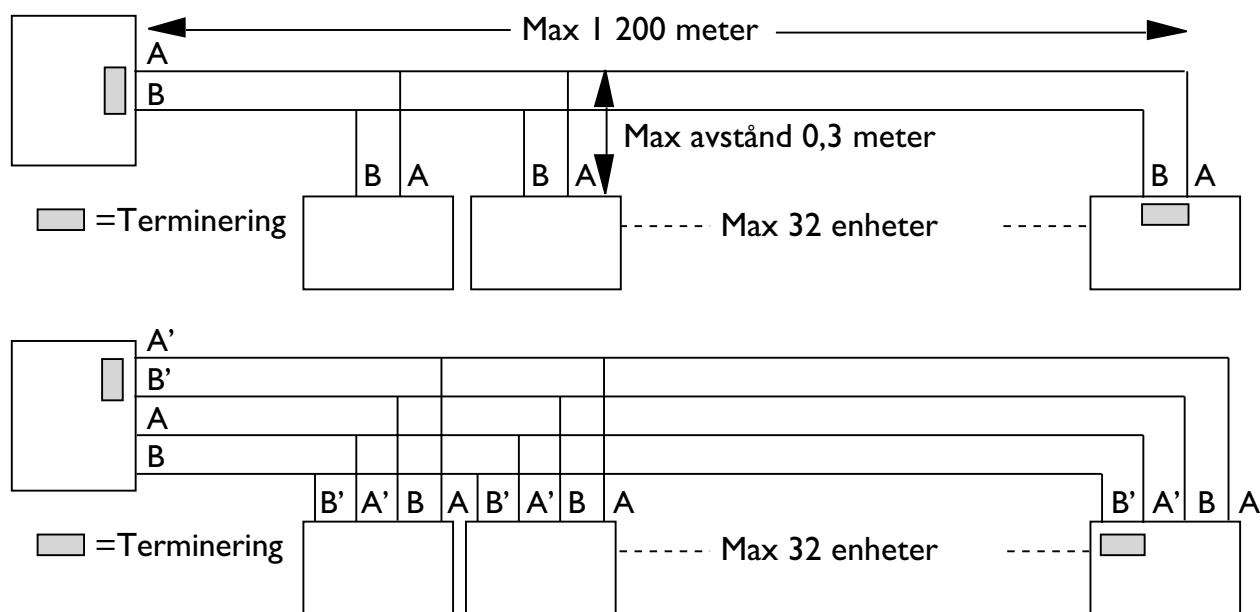 Max 1 200 meter
A
B
Max avstånd 0,3 meter
B A B A B A
=Terminering
Max 32 enheter
A’
B’
A
B
B’ A’ B A B’ A’ B A B’ A’ B A
=Terminering
Max 32 enheter